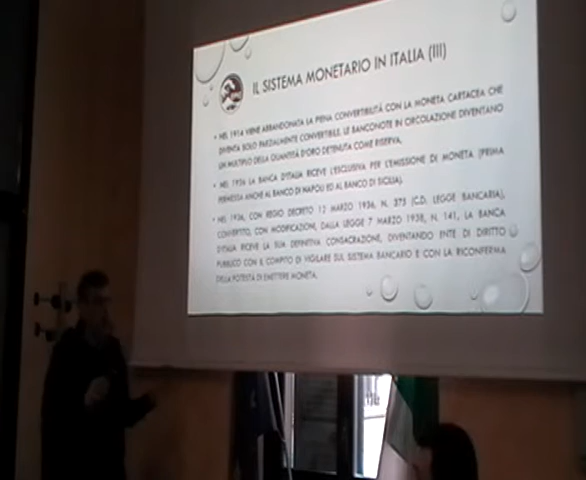 IL SISTEMA MONETARIO IN ITALIA (III)
• NEL 1914 VIENE ABBANDONATA LA PIENA CONVERTIBILITÀ CON LA MONETA CARTACEA CHE
DIVENTA SOLO PARZIALMENTE CONVERTIBILE. LE BANCONOTE IN CIRCOLAZIONE DIVENTANO
UN MULTIPLO DELLA QUANTITÀ D'ORO DETENUTA COME RISERVA.
• NEL 1926 LA BANCA D'ITALIA RICEVE L'ESCLUSIVA PER L'EMISSIONE DI MONETA (PRIMA
PERMESSA ANCHE AL BANCO DI NAPOLI ED AL BANCO DI SICILIA).
• NEL 1936, CON REGIO DECRETO 12 MARZO 1936, N. 375 (C.D. LEGGE BANCARIA),
CONVERTITO, CON MODIFICAZIONI, DALLA LEGGE 7 MARZO 1938, N. 141, LA BANCA
D'ITALIA RICEVE LA SUA DEFINITIVA CONSACRAZIONE, DIVENTANDO ENTE DI DIRITTO
PUBBLICO CON IL COMPITO DI VIGILARE SUL SISTEMA BANCARIO E CON LA RICONFERMA
DELLA POTESTÀ DI EMETTERE MONETA.